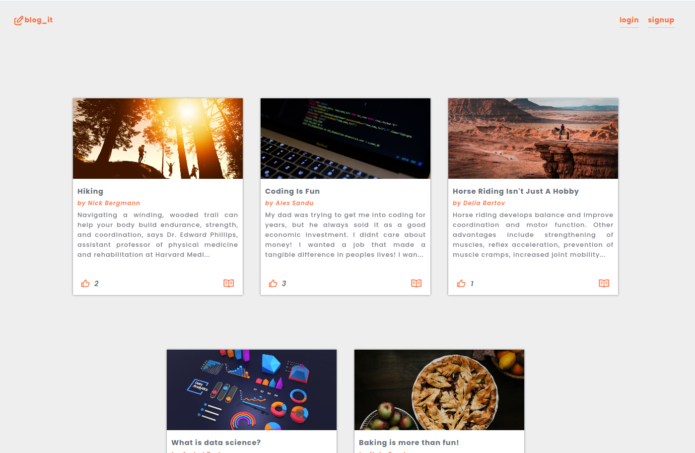 blog_it
login signup
Hiking
by Nick Bergmann
Navigating a winding, wooded trail can
help your body build endurance, strength,
and coordination, says Dr. Edward Phillips,
assistant professor of physical medicine
and rehabilitation at Harvard Medi...
2
Coding Is Fun
by Alex Sandu
My dad was trying to get me into coding for
years, but he always sold it as a good
economic investment. I didnt care about
money! I wanted a job that made a
tangible difference in peoples lives! I wan...
3
Horse Riding Isn't Just A Hobby
by Delia Bartov
Horse riding develops balance and improve
coordination and motor function. Other
advantages include strengthening of
muscles, reflex acceleration, prevention of
muscle cramps, increased joint mobility...
1
What is data science?
Baking is more than fun!